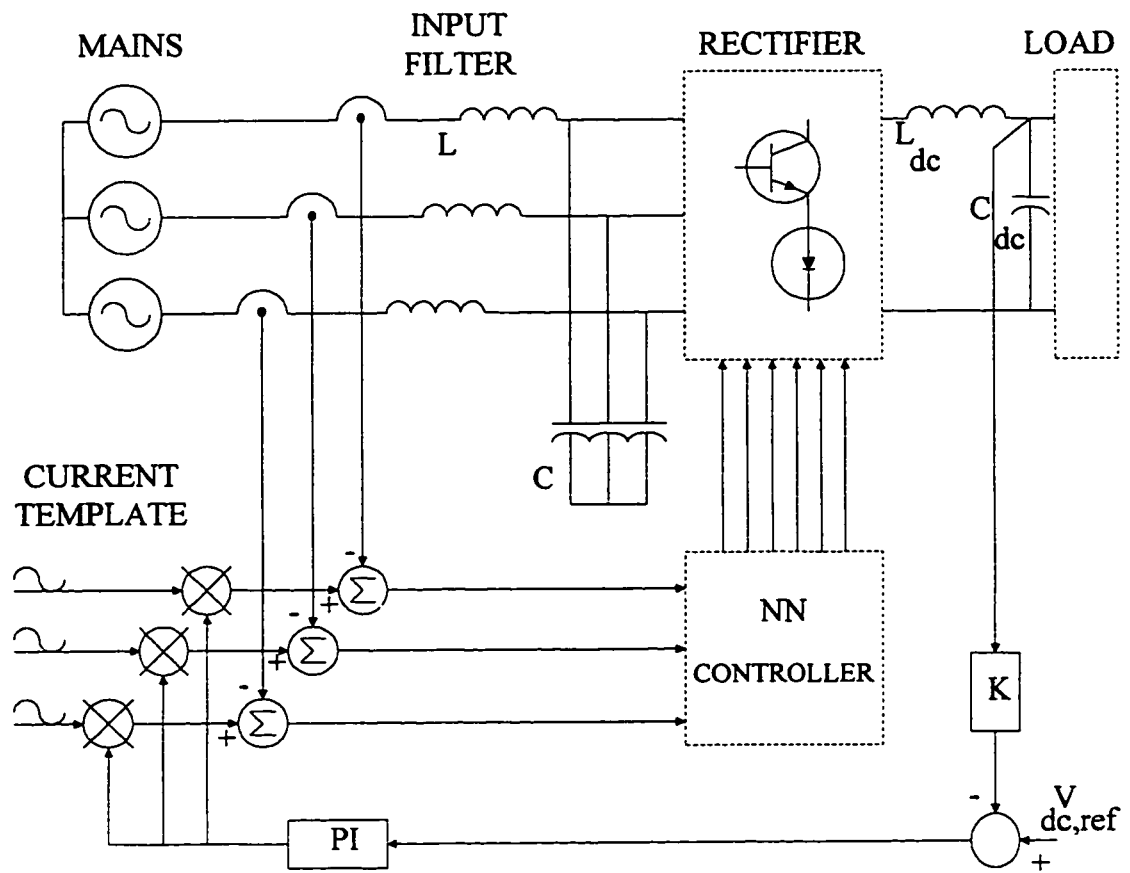 MAINS
INPUT
FILTER
RECTIFIER
LOAD
L
L
dc
C
dc
C
CURRENT
TEMPLATE
-
+
Σ
-
+
Σ
-
+
Σ
NN
CONTROLLER
K
PI
-
V
dc,ref
+